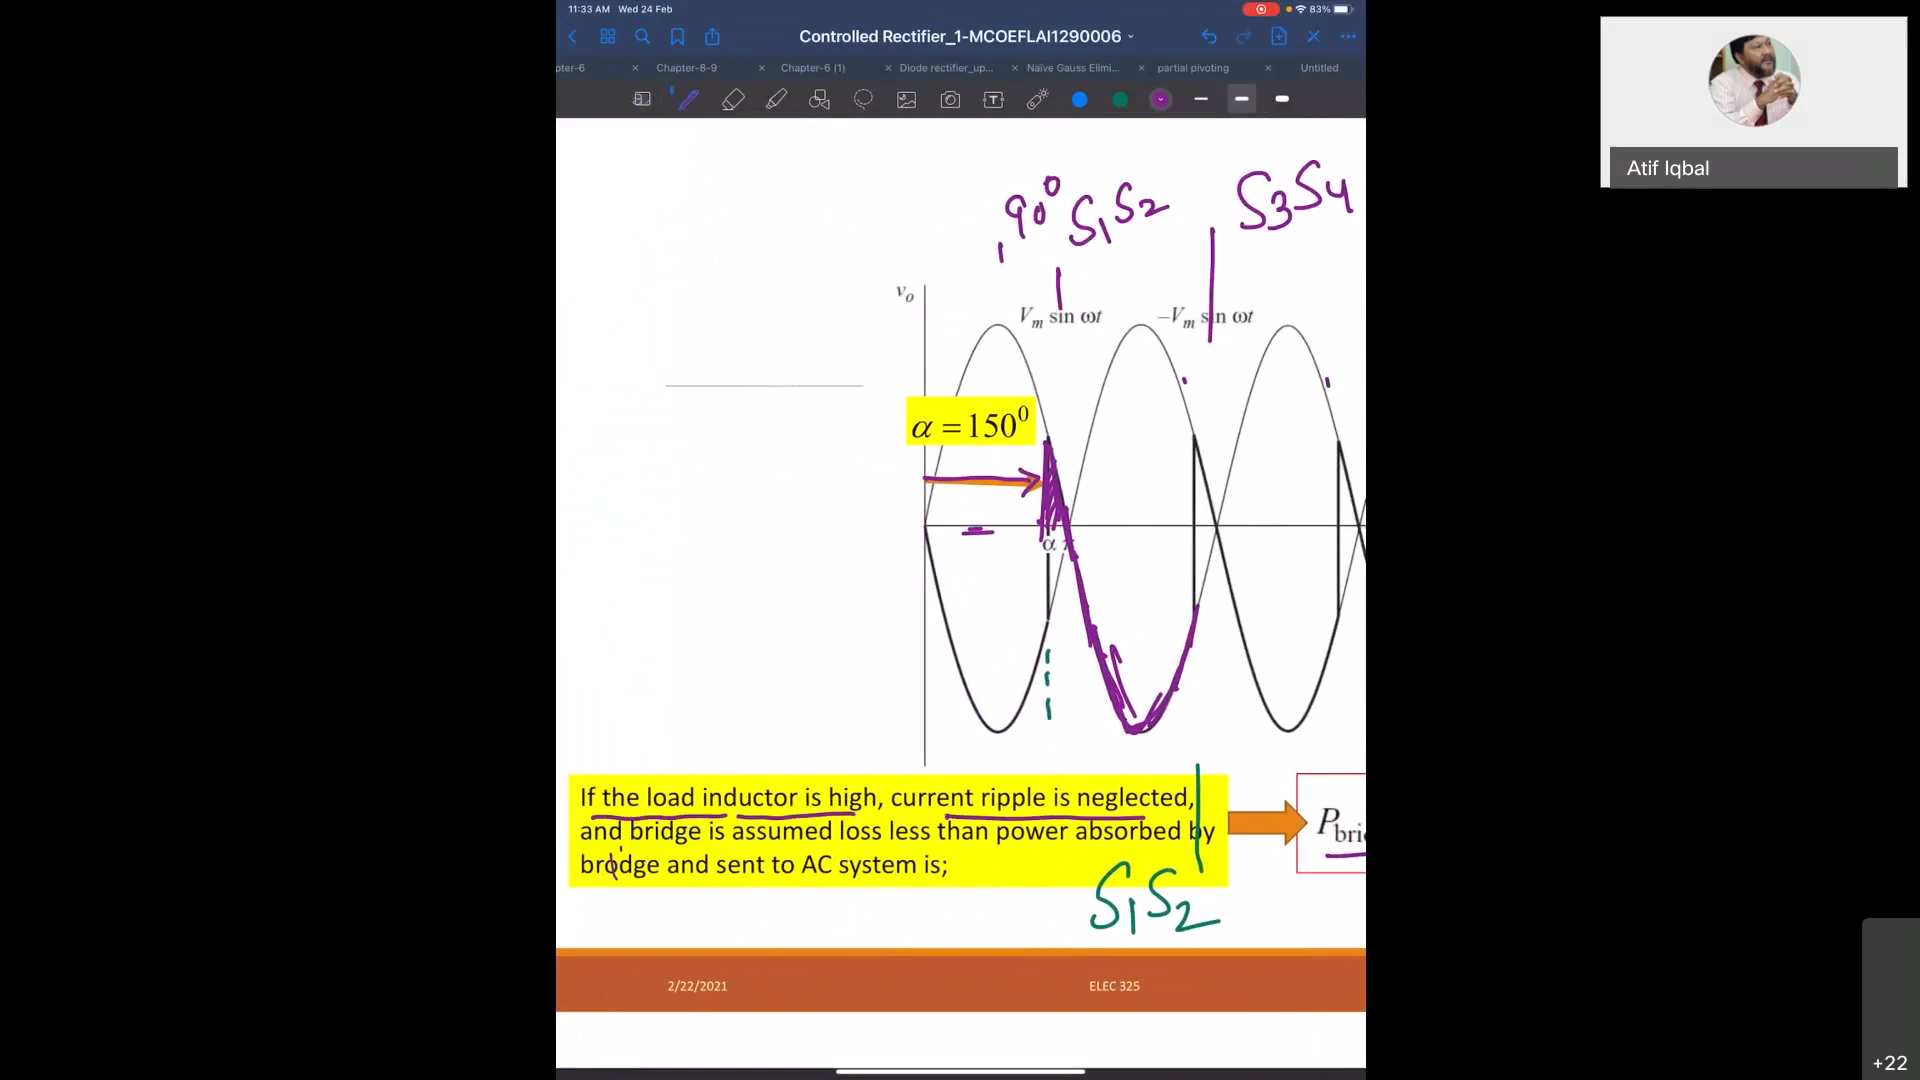 11:33 AM Wed 24 Feb
83%
Controlled Rectifier_1-MCOEFLAI1290006
pter-6
Chapter-8-9
Chapter-6 (1)
Diode rectifier_up...
Naïve Gauss Elimi...
partial pivoting
Untitled
Atif Iqbal
90° S1S2
S3S4
vo
Vm sin ωt
−Vm sin ωt
α = 150⁰
α
If the load inductor is high, current ripple is neglected,
and bridge is assumed loss less than power absorbed by
bridge and sent to AC system is;
Pbri
S1S2
2/22/2021
ELEC 325
+22